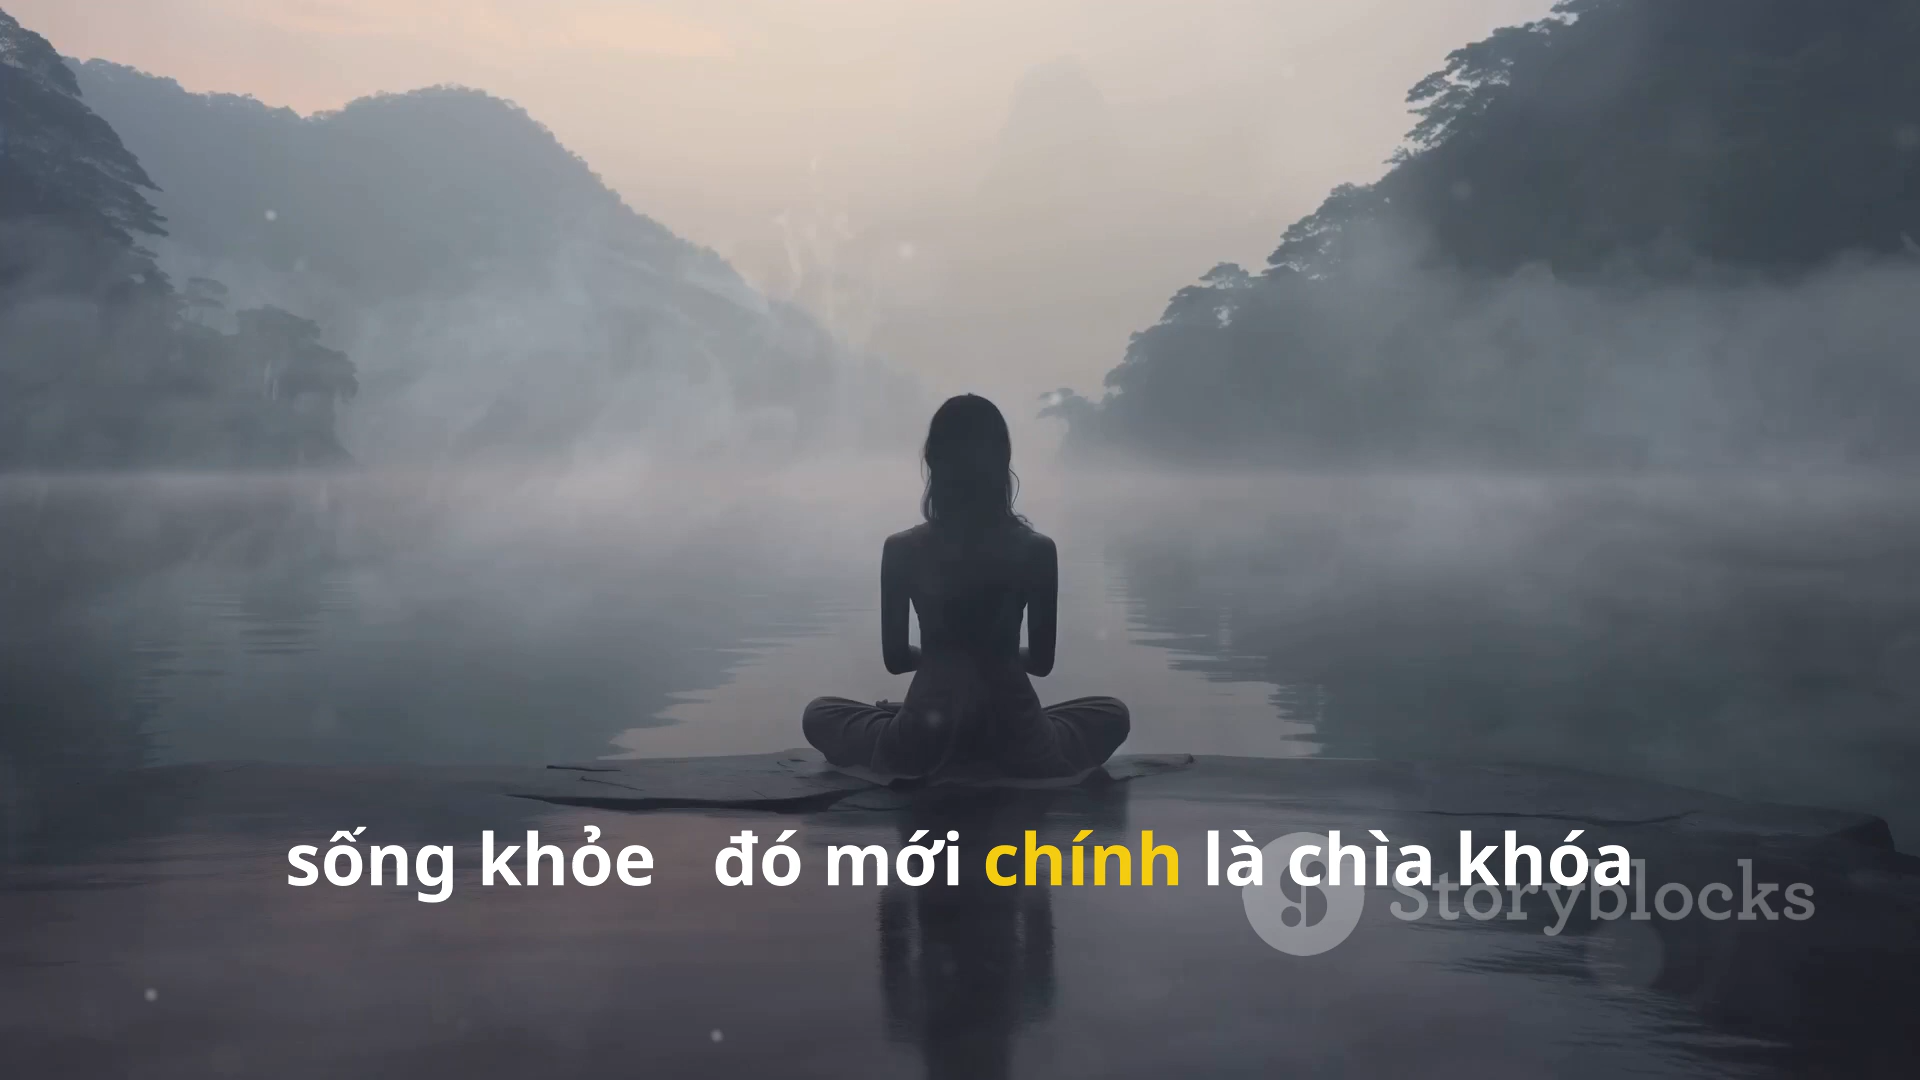 sống khỏe đó mới chính là chìa khóa
Storyblocks